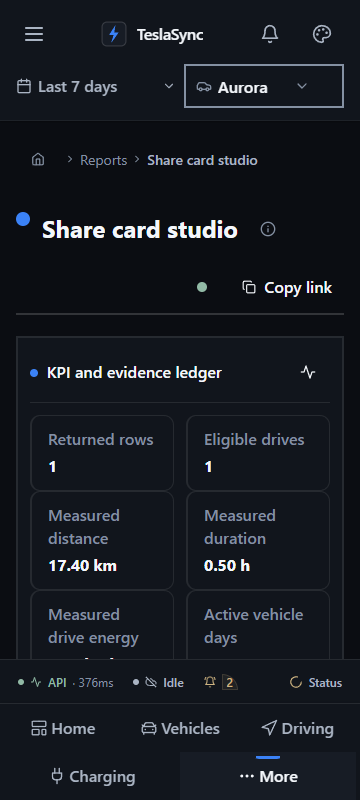 TeslaSync
Last 7 days
Aurora
Reports
Share card studio
Share card studio
Copy link
KPI and evidence ledger
Returned rows
1
Eligible drives
1
Measured distance
17.40 km
Measured duration
0.50 h
Measured drive energy
Active vehicle days
API · 376ms
Idle
2
Status
Home
Vehicles
Driving
Charging
More